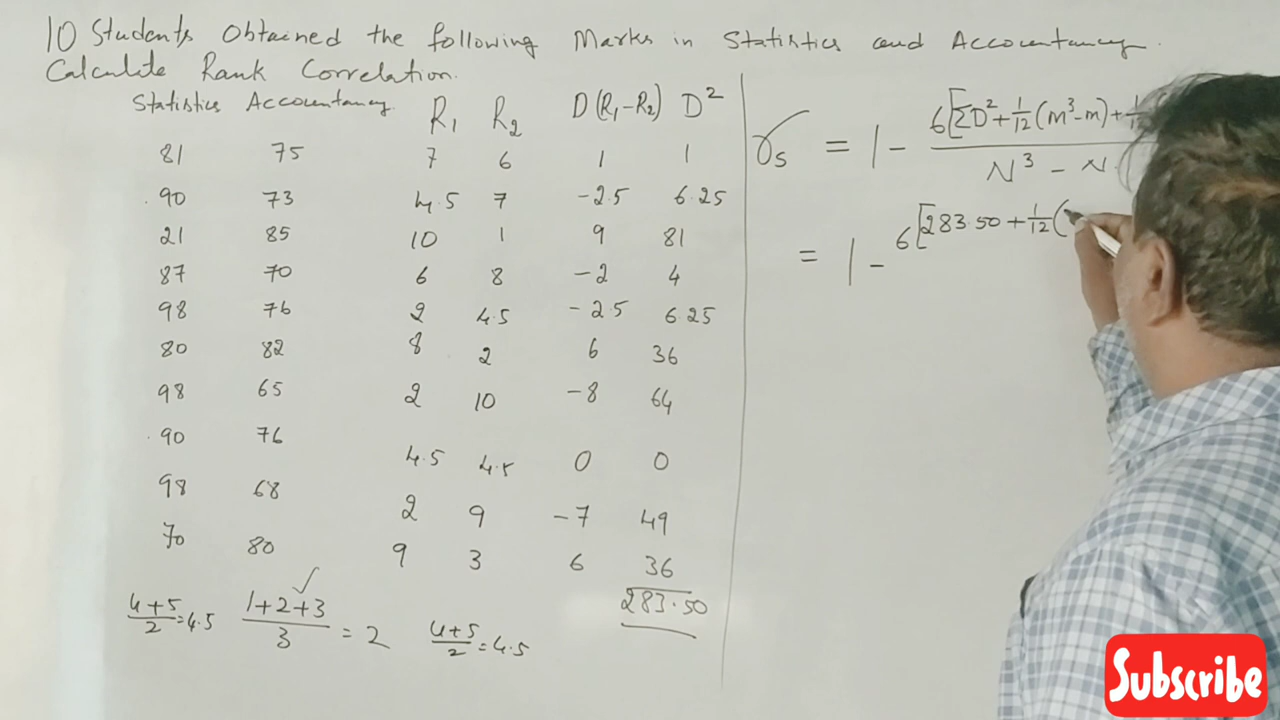 10 Students Obtained the following Marks in Statistics and Accountancy.
Calculate Rank Correlation.
Statistics Accountancy R₁ R₂ D(R₁-R₂) D²
81 75 7 6 1 1
90 73 4.5 7 -2.5 6.25
21 85 10 1 9 81
87 70 6 8 -2 4
98 76 2 4.5 -2.5 6.25
80 82 8 2 6 36
98 65 2 10 -8 64
90 76 4.5 4.5 0 0
98 68 2 9 -7 49
70 80 9 3 6 36
283.50
4+5/2 = 4.5 1+2+3/3 = 2 ✓ 4+5/2 = 4.5
γs = 1 - 6[ΣD²+1/12(m³-m)+1/12 / N³ - N
= 1 - 6[283.50+1/12(
Subscribe